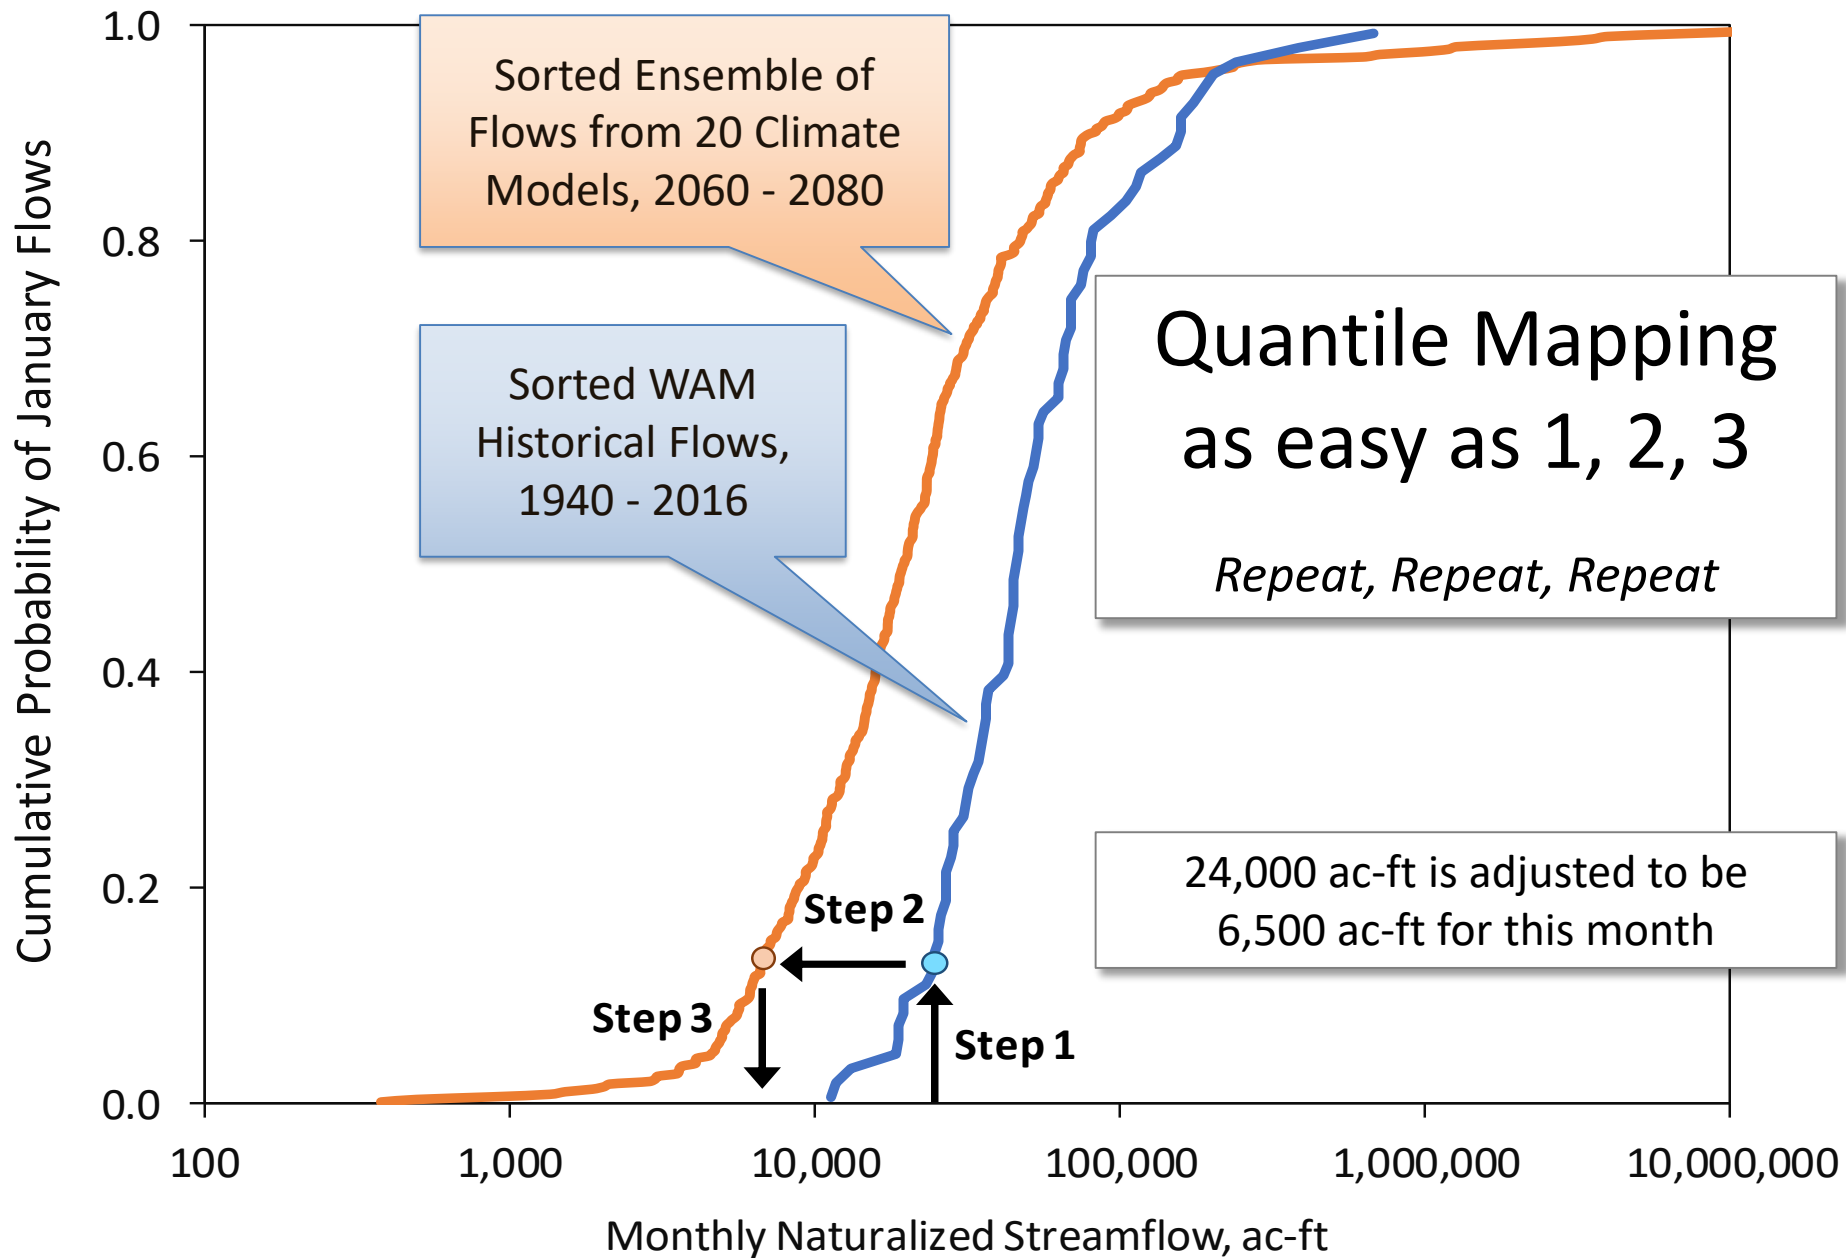 Cumulative Probability of January Flows
1.0
0.8
0.6
0.4
0.2
0.0
Sorted Ensemble of
Flows from 20 Climate
Models, 2060 - 2080
Sorted WAM
Historical Flows,
1940 - 2016
Quantile Mapping
as easy as 1, 2, 3
Repeat, Repeat, Repeat
24,000 ac-ft is adjusted to be
6,500 ac-ft for this month
Step 2
Step 3
Step 1
100
1,000
10,000
100,000
1,000,000
10,000,000
Monthly Naturalized Streamflow, ac-ft